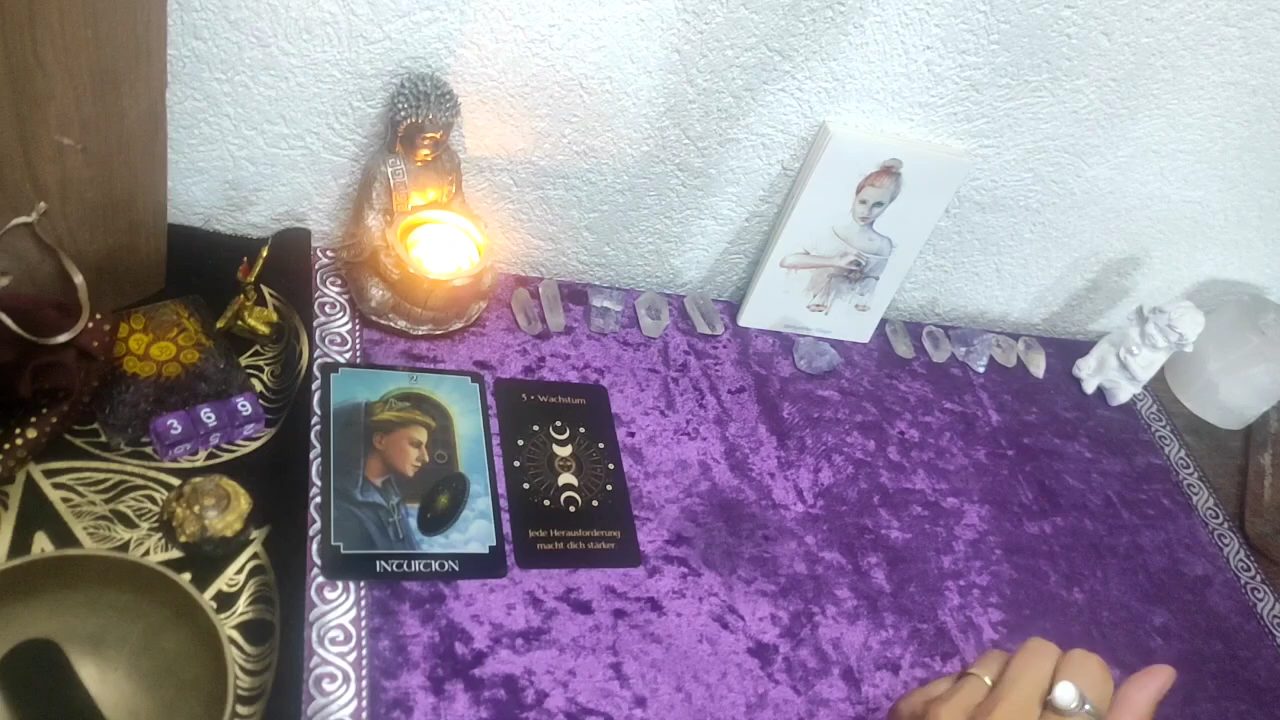 2
INTUITION
5 • Wachstum
Jede Herausforderung
macht dich stärker
3 6 9